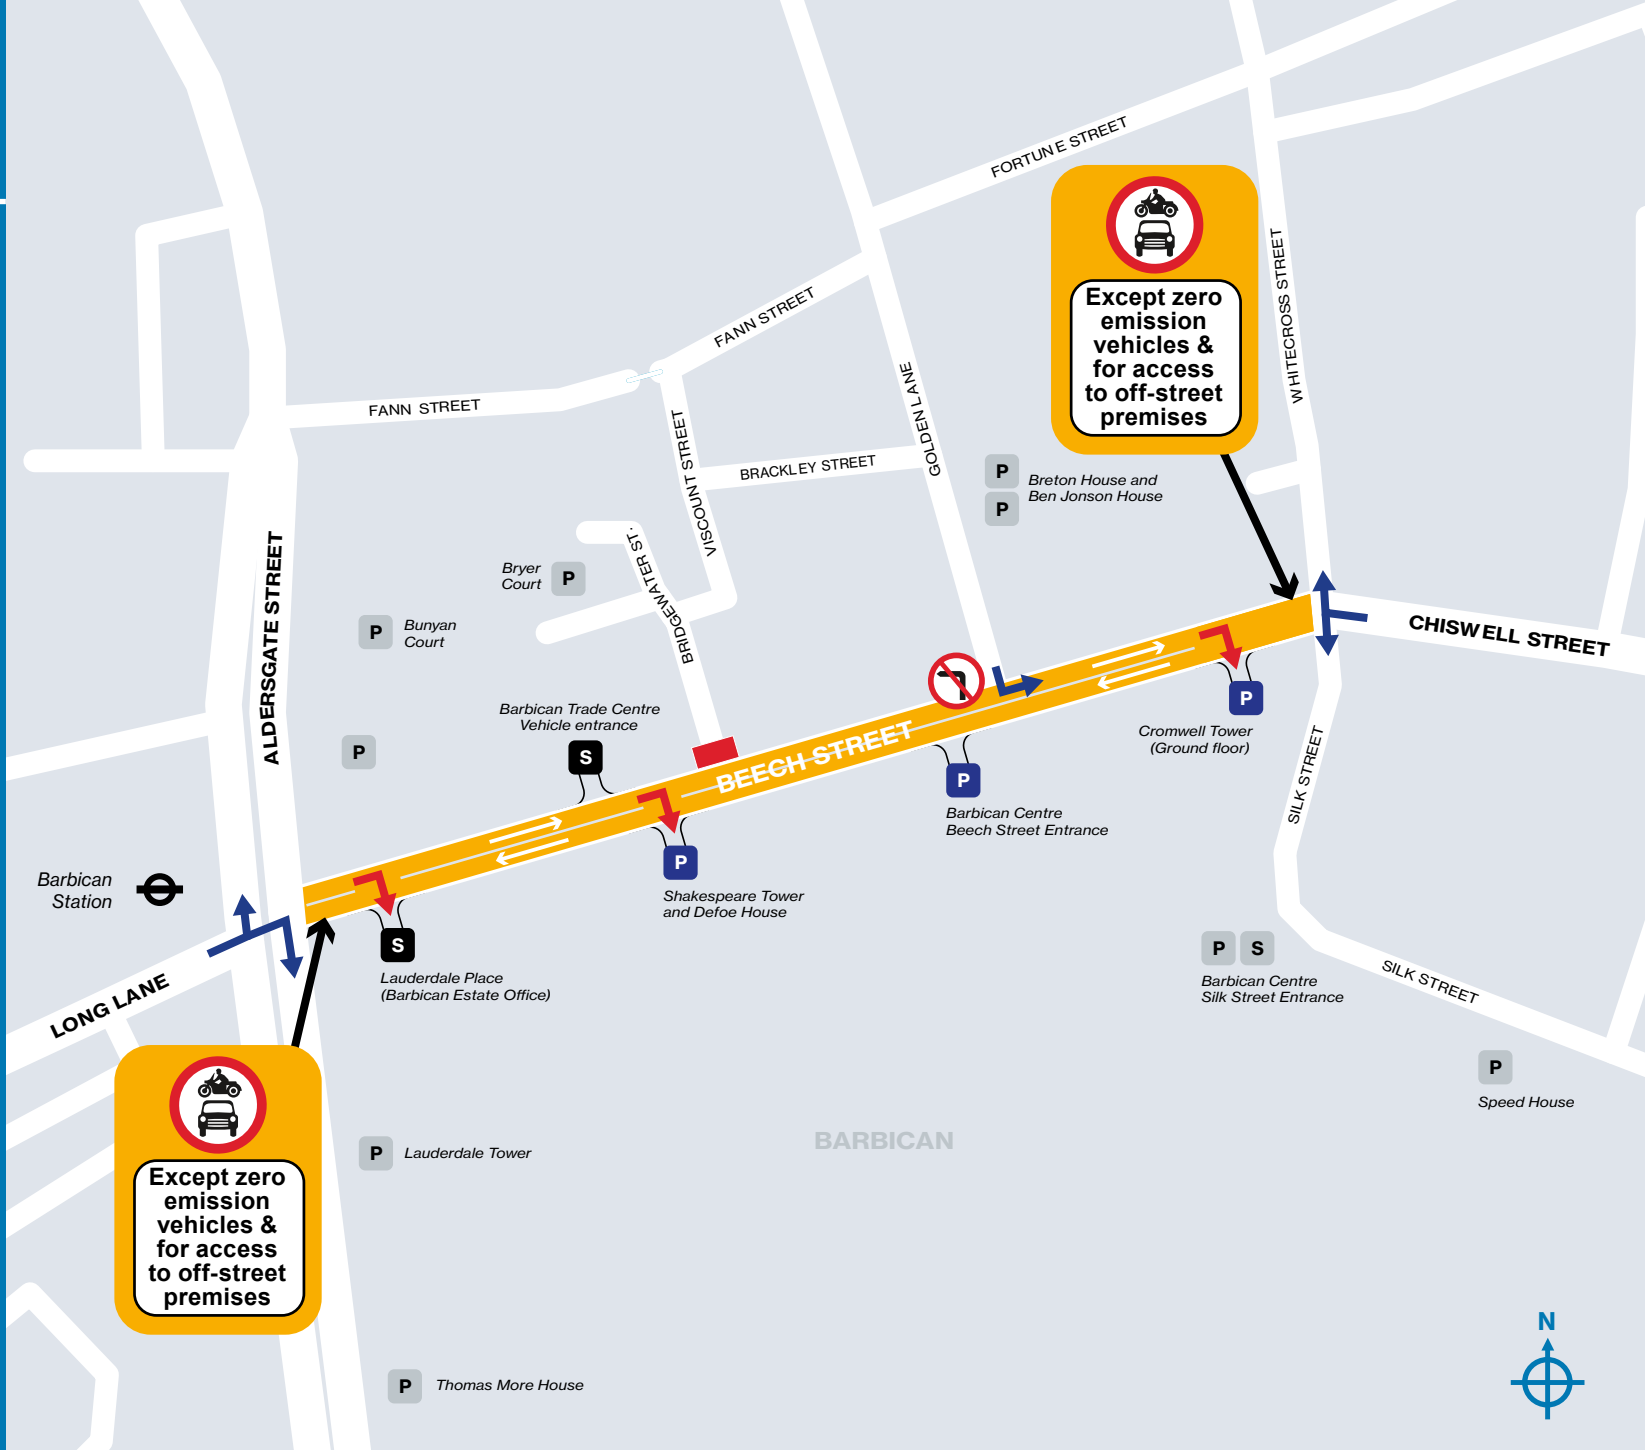 FORTUNE STREET
Except zero
emission
vehicles &
for access
to off-street
premises
WHITECROSS STREET
FANN STREET
FANN STREET
GOLDEN LANE
VISCOUNT STREET
BRACKLEY STREET
P
P
Breton House and
Ben Jonson House
BRIDGEWATER ST.
Bryer
Court
P
ALDERSGATE STREET
P
Bunyan
Court
CHISWELL STREET
P
Barbican Trade Centre
Vehicle entrance
S
BEECH STREET
P
Cromwell Tower
(Ground floor)
P
Barbican Centre
Beech Street Entrance
SILK STREET
P
Shakespeare Tower
and Defoe House
Barbican
Station
S
Lauderdale Place
(Barbican Estate Office)
LONG LANE
P
S
Barbican Centre
Silk Street Entrance
SILK STREET
P
Speed House
BARBICAN
P
Lauderdale Tower
Except zero
emission
vehicles &
for access
to off-street
premises
P
Thomas More House
N